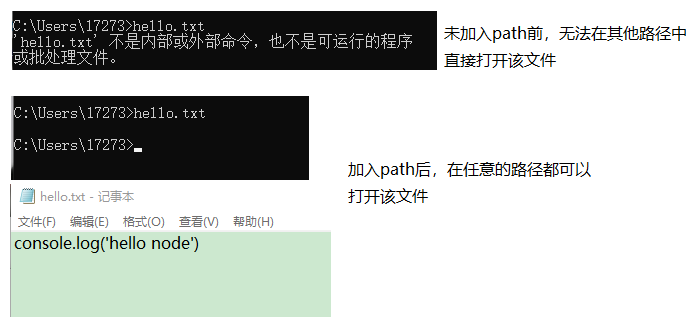 C:\Users\17273>hello.txt
'hello.txt' 不是内部或外部命令，也不是可运行的程序
或批处理文件。
未加入path前，无法在其他路径中
直接打开该文件
C:\Users\17273>hello.txt
C:\Users\17273>
加入path后，在任意的路径都可以
打开该文件
hello.txt - 记事本
文件(F) 编辑(E) 格式(O) 查看(V) 帮助(H)
console.log('hello node')